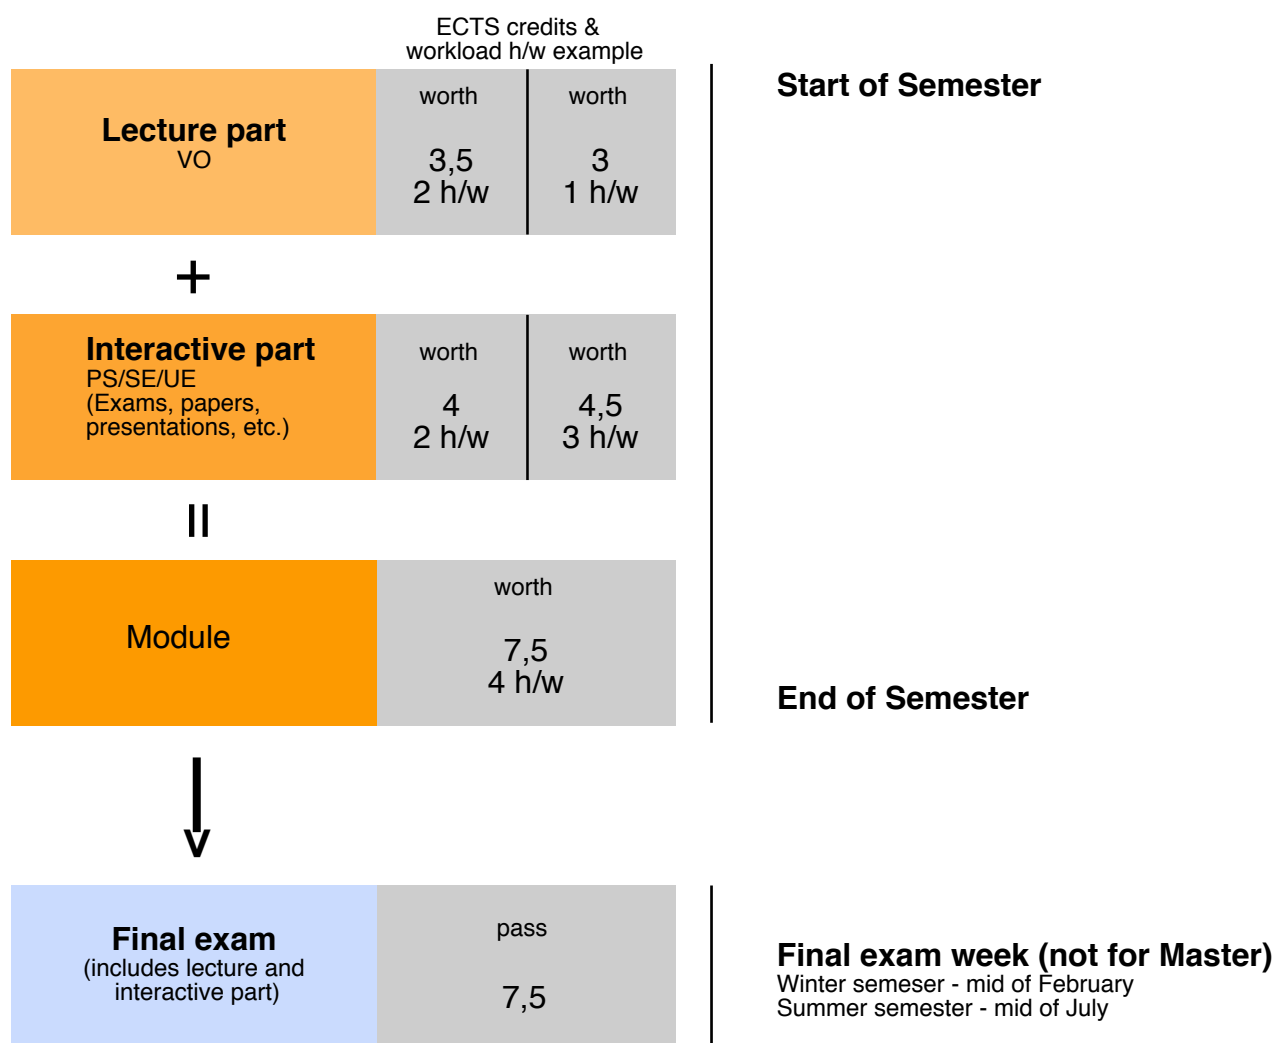 ECTS credits &
workload h/w example
Lecture part
VO
worth
3,5
2 h/w
worth
3
1 h/w
Start of Semester
+
Interactive part
PS/SE/UE
(Exams, papers,
presentations, etc.)
worth
4
2 h/w
worth
4,5
3 h/w
=
Module
worth
7,5
4 h/w
End of Semester
Final exam
(includes lecture and
interactive part)
pass
7,5
Final exam week (not for Master)
Winter semeser - mid of February
Summer semester - mid of July